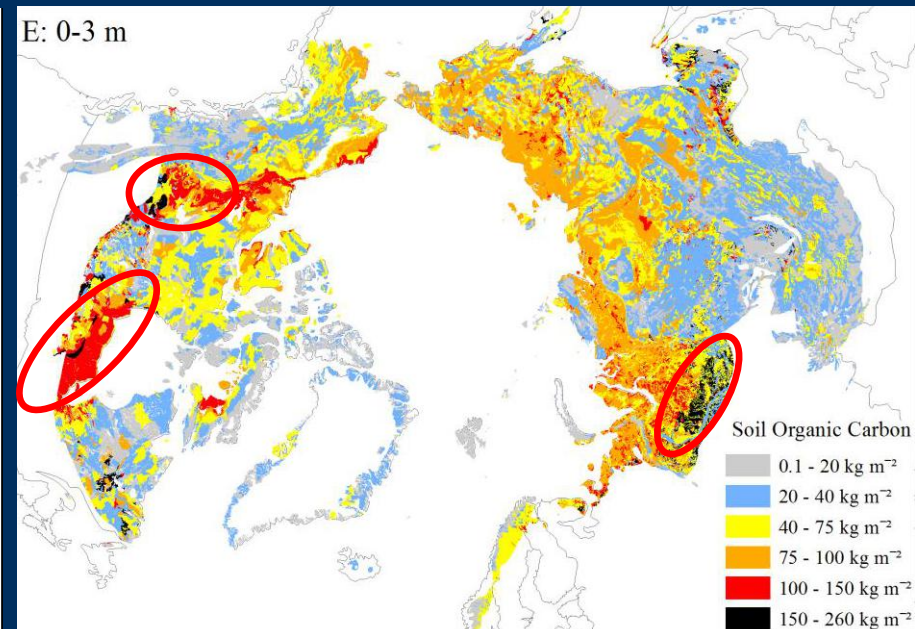 E: 0-3 m
Soil Organic Carbon
0.1 - 20 kg m⁻²
20 - 40 kg m⁻²
40 - 75 kg m⁻²
75 - 100 kg m⁻²
100 - 150 kg m⁻²
150 - 260 kg m⁻²